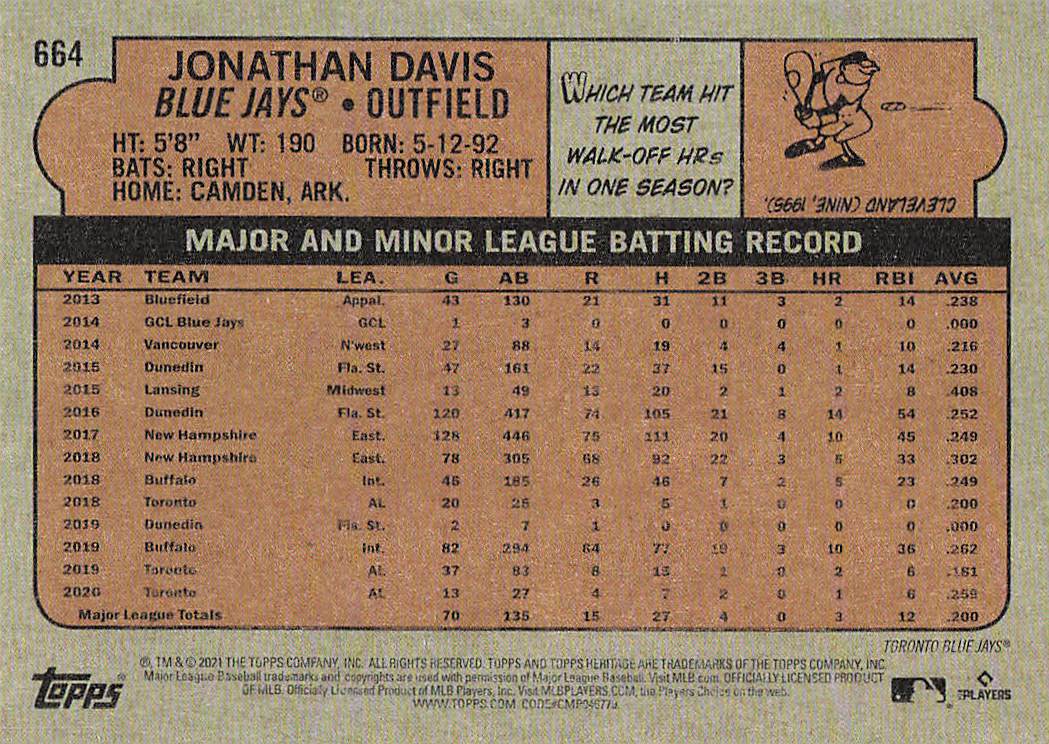 664
JONATHAN DAVIS
BLUE JAYS® • OUTFIELD
HT: 5'8" WT: 190 BORN: 5-12-92
BATS: RIGHT THROWS: RIGHT
HOME: CAMDEN, ARK.
WHICH TEAM HIT
THE MOST
WALK-OFF HRs
IN ONE SEASON?
CLEVELAND (NINE, 1995).
MAJOR AND MINOR LEAGUE BATTING RECORD
YEAR TEAM LEA. G AB R H 2B 3B HR RBI AVG
2013 Bluefield Appal. 43 130 21 31 11 3 2 14 .238
2014 GCL Blue Jays GCL 1 3 0 0 0 0 0 0 .000
2014 Vancouver N'west 27 88 14 19 4 4 1 10 .216
2015 Dunedin Fla. St. 47 161 22 37 15 0 1 14 .230
2015 Lansing Midwest 13 49 13 20 2 1 2 8 .408
2016 Dunedin Fla. St. 120 417 74 105 21 8 14 54 .252
2017 New Hampshire East. 128 446 75 111 20 4 10 45 .249
2018 New Hampshire East. 78 305 68 92 22 3 5 33 .302
2018 Buffalo Int. 46 185 26 46 7 2 5 23 .249
2018 Toronto AL 20 25 3 5 1 0 0 0 .200
2019 Dunedin Fla. St. 2 7 1 0 0 0 0 0 .000
2019 Buffalo Int. 82 294 64 77 19 3 10 36 .262
2019 Toronto AL 37 83 8 15 1 0 2 6 .181
2020 Toronto AL 13 27 4 7 2 0 1 6 .259
Major League Totals 70 135 15 27 4 0 3 12 .200
TORONTO BLUE JAYS®
®, TM & © 2021 THE TOPPS COMPANY, INC. ALL RIGHTS RESERVED. TOPPS AND TOPPS HERITAGE ARE TRADEMARKS OF THE TOPPS COMPANY, INC.
Major League Baseball trademarks and copyrights are used with permission of Major League Baseball. Visit MLB.com. OFFICIALLY LICENSED PRODUCT
OF MLB. Officially Licensed Product of MLB Players, Inc. Visit MLBPLAYERS.COM, the Players Choice on the web.
WWW.TOPPS.COM CODE#CMP046779
topps®
PLAYERS